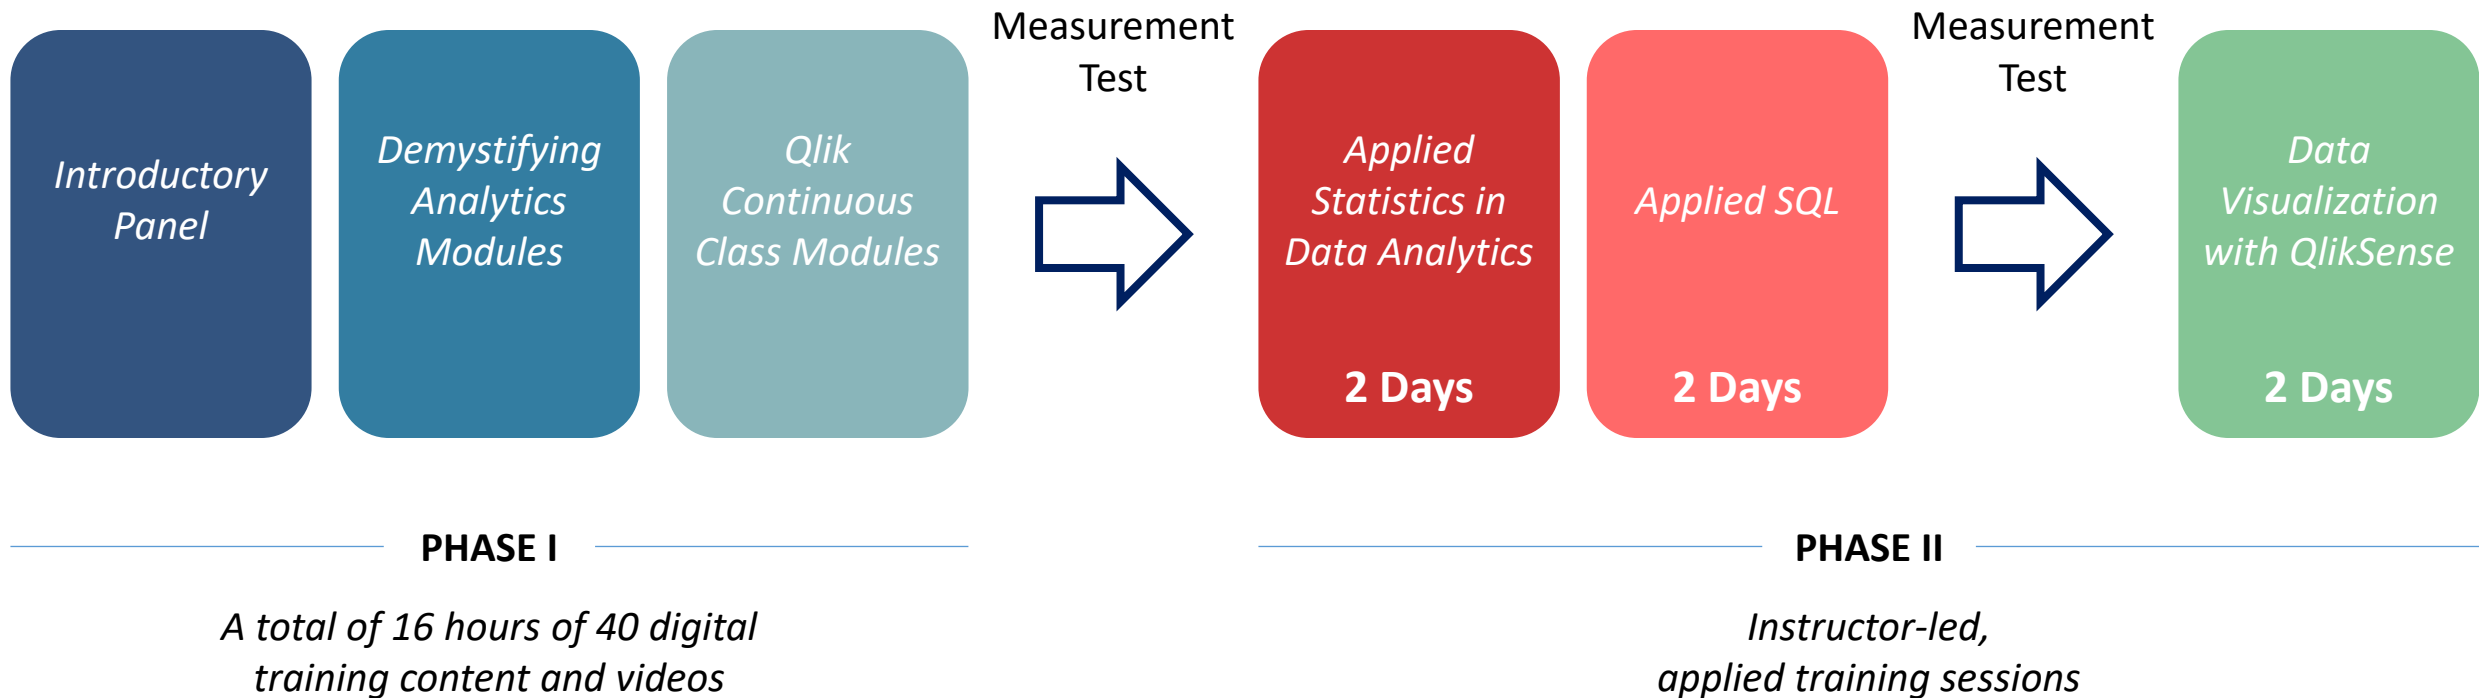 Introductory
Panel
Demystifying
Analytics
Modules
Qlik
Continuous
Class Modules
Measurement
Test
Applied
Statistics in
Data Analytics
2 Days
Applied SQL
2 Days
Measurement
Test
Data
Visualization
with QlikSense
2 Days
PHASE I
A total of 16 hours of 40 digital
training content and videos
PHASE II
Instructor-led,
applied training sessions